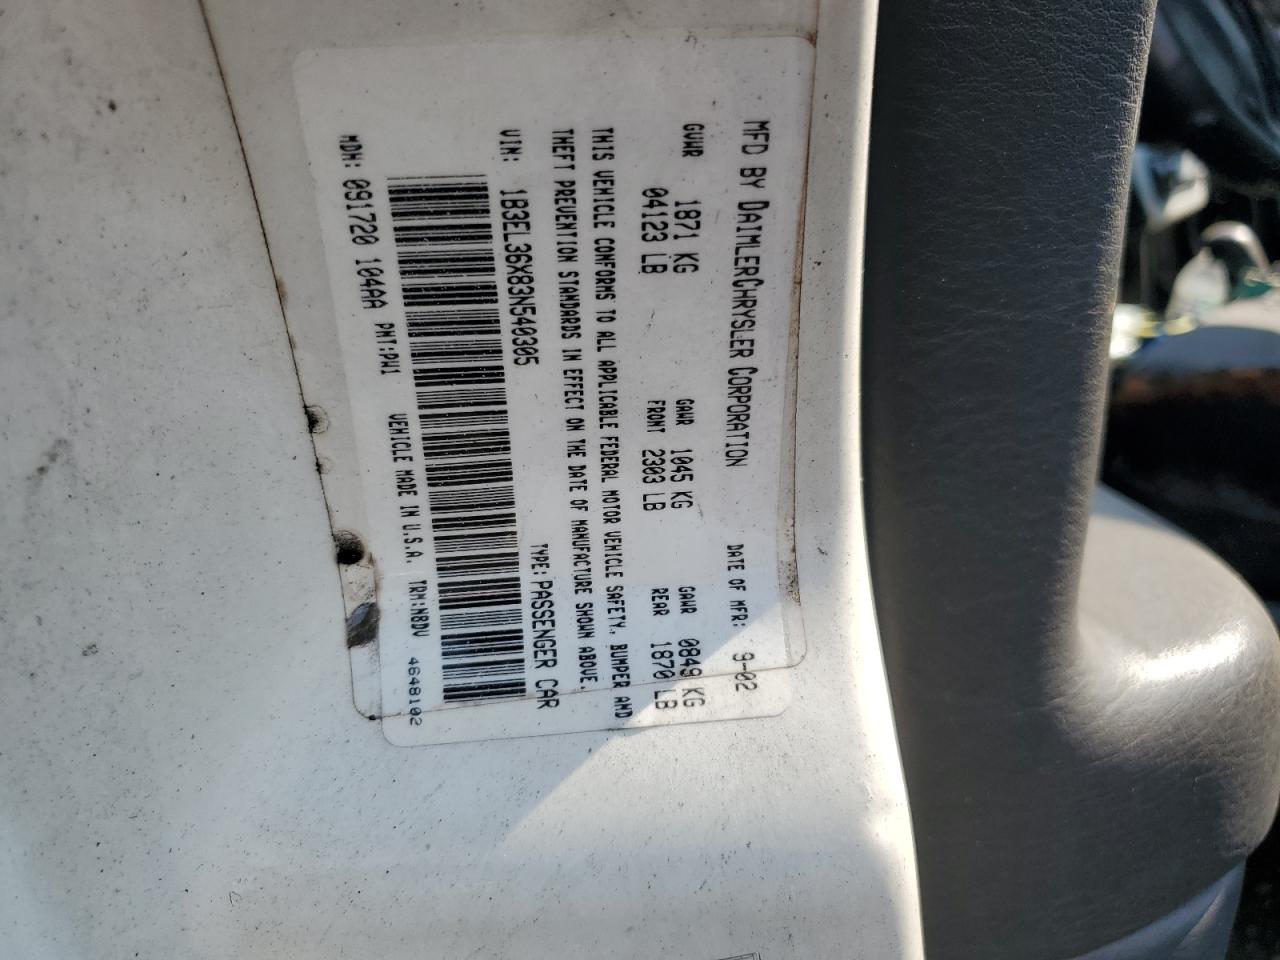 MFD BY DAIMLERCHRYSLER CORPORATION DATE OF MFR: 9-02
GVWR 1871 KG GAWR 1045 KG GAWR 0849 KG
04123 LB FRONT 2303 LB REAR 1870 LB
THIS VEHICLE CONFORMS TO ALL APPLICABLE FEDERAL MOTOR VEHICLE SAFETY, BUMPER AND
THEFT PREVENTION STANDARDS IN EFFECT ON THE DATE OF MANUFACTURE SHOWN ABOVE.
VIN: 1B3EL36X83N540305 TYPE: PASSENGER CAR
VEHICLE MADE IN U.S.A.
MDH: 091720 104AA PNT:PW1 TRM:N8DV 4648102